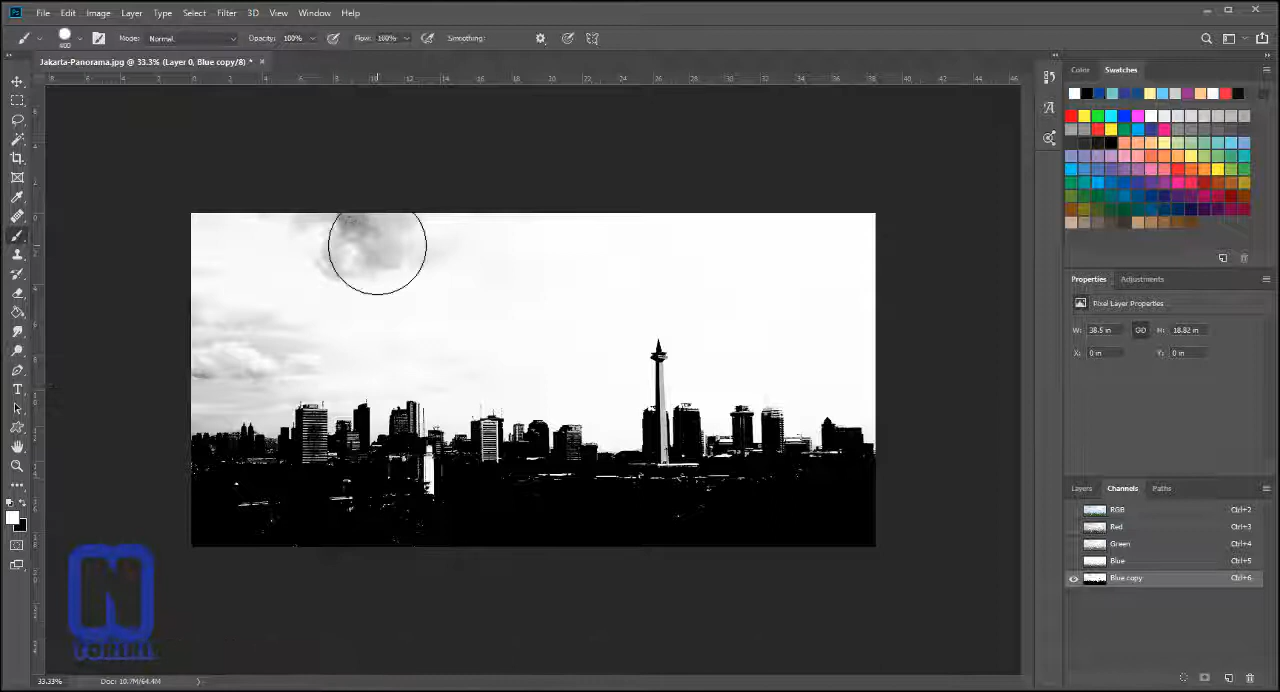 Ps File Edit Image Layer Type Select Filter 3D View Window Help
400 Mode: Normal Opacity: 100% Flow: 100% Smoothing:
Jakarta-Panorama.jpg @ 33.3% (Layer 0, Blue copy/8) *
Color Swatches
Properties Adjustments
Pixel Layer Properties
W: 38.5 in GO H: 18.82 in
X: 0 in Y: 0 in
Layers Channels Paths
RGB Ctrl+2
Red Ctrl+3
Green Ctrl+4
Blue Ctrl+5
Blue copy Ctrl+6
N
33.33% Doc: 10.7M/64.4M